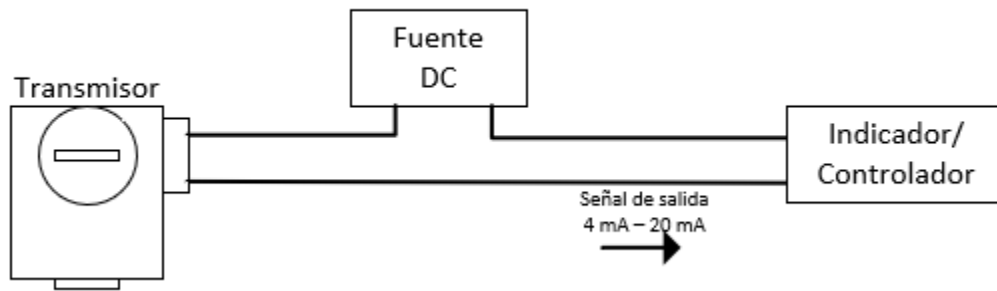 Fuente
DC
Transmisor
Indicador/
Controlador
Señal de salida
4 mA – 20 mA